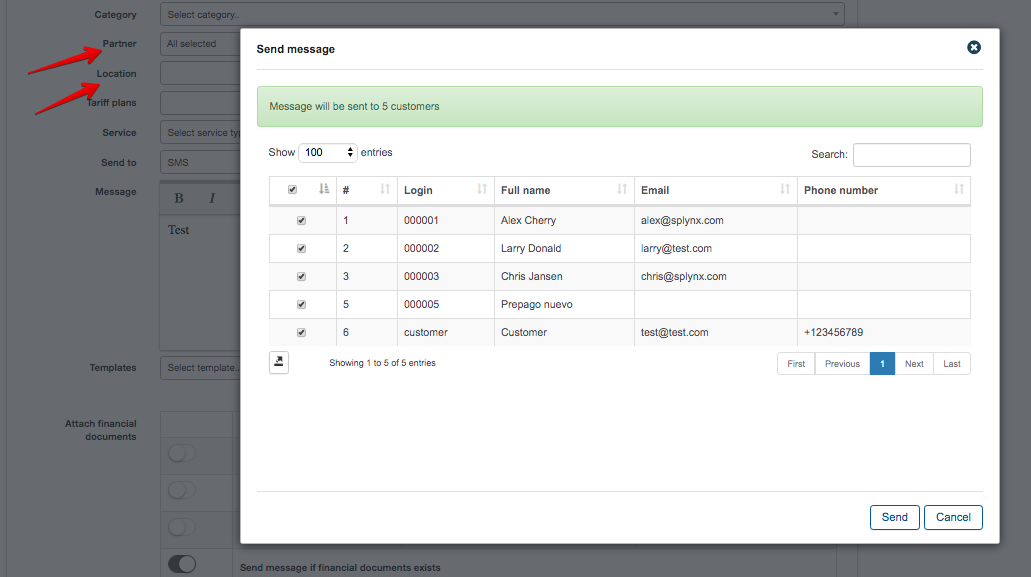 Category
Select category..
Partner
All selected
Location
Tariff plans
Service
Select service ty
Send to
SMS
Message
B I
Test
Templates
Select template..
Attach financial
documents
Send message if financial documents exists
Send message
Message will be sent to 5 customers
Show 100 entries
Search:
# Login Full name Email Phone number
1 000001 Alex Cherry alex@splynx.com
2 000002 Larry Donald larry@test.com
3 000003 Chris Jansen chris@splynx.com
5 000005 Prepago nuevo
6 customer Customer test@test.com +123456789
Showing 1 to 5 of 5 entries
First Previous 1 Next Last
Send Cancel